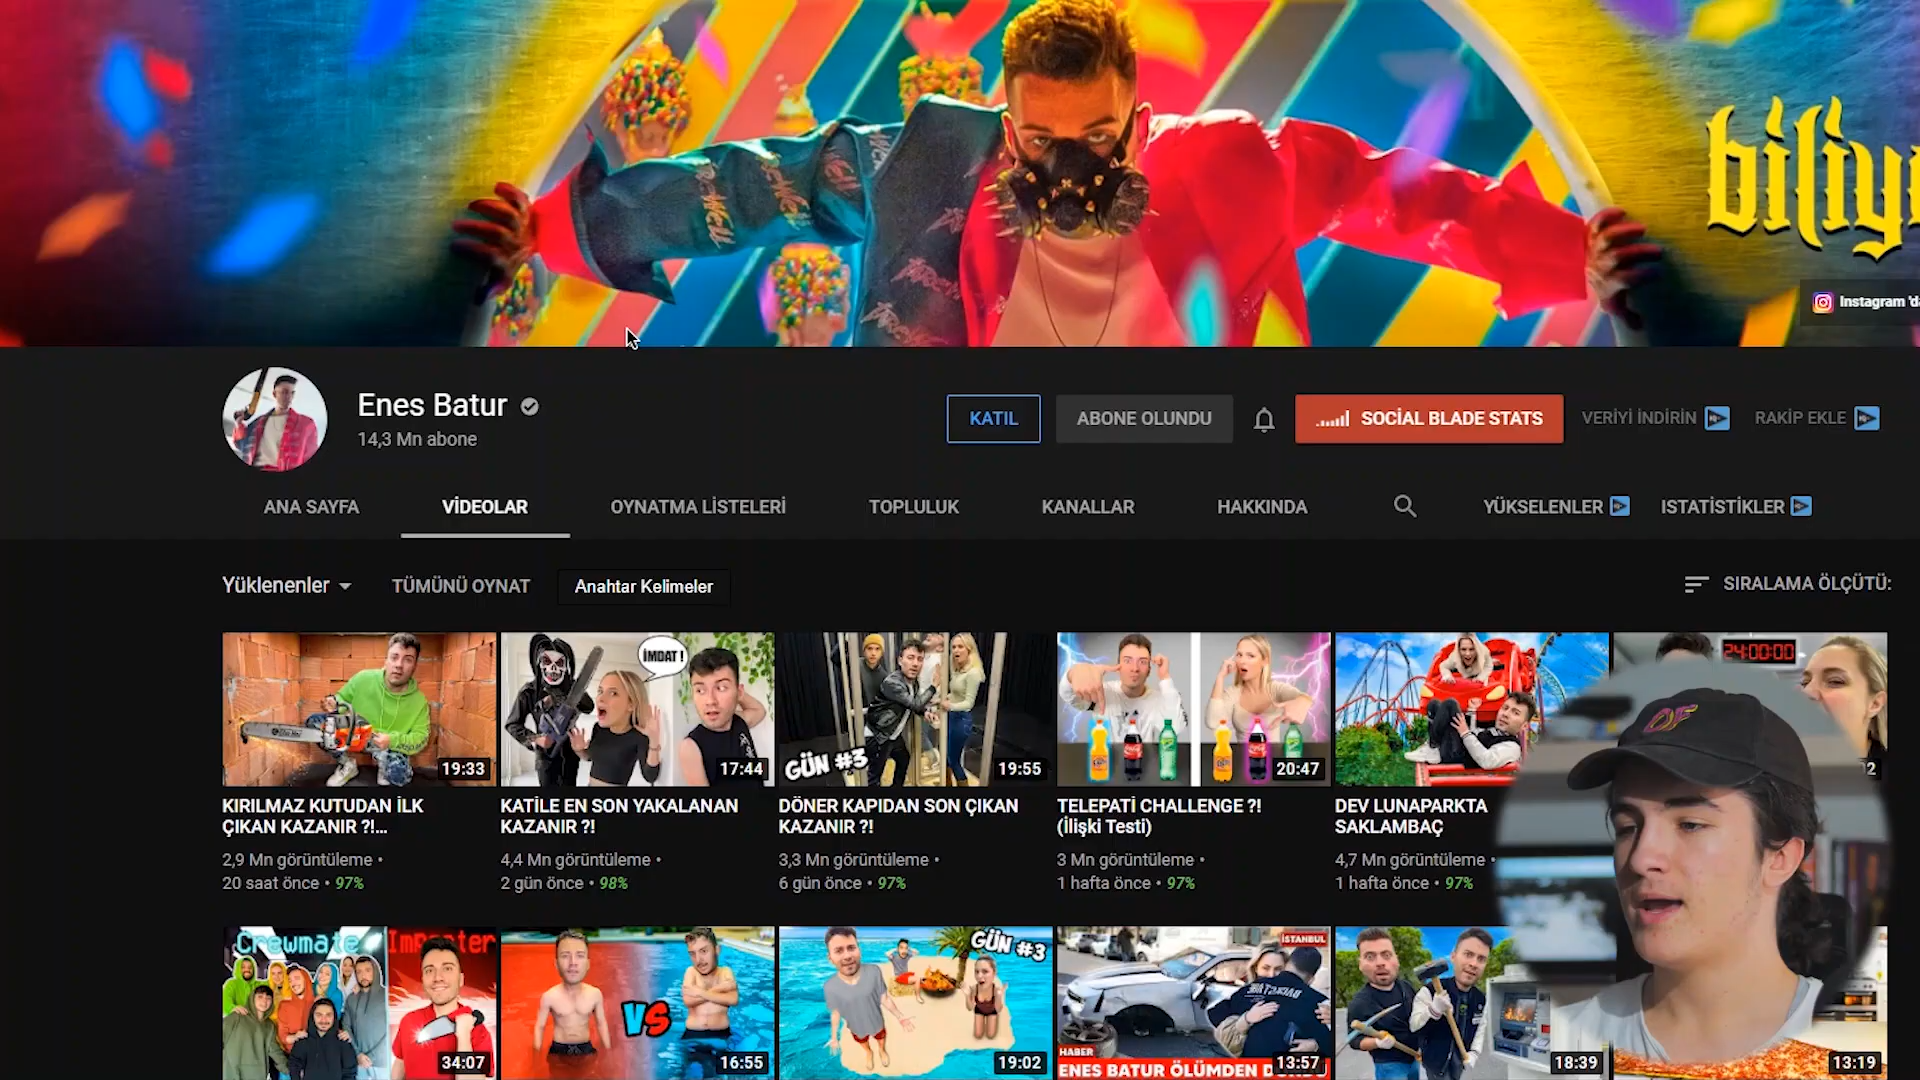 biliy
Instagram 'da
Enes Batur
14,3 Mn abone
KATIL
ABONE OLUNDU
SOCİAL BLADE STATS
VERİYİ İNDİRİN
RAKİP EKLE
ANA SAYFA
VİDEOLAR
OYNATMA LİSTELERİ
TOPLULUK
KANALLAR
HAKKINDA
YÜKSELENLER
ISTATİSTİKLER
Yüklenenler
TÜMÜNÜ OYNAT
Anahtar Kelimeler
SIRALAMA ÖLÇÜTÜ:
19:33
İMDAT !
17:44
GÜN #3
19:55
20:47
24:00:00
KIRILMAZ KUTUDAN İLK
ÇIKAN KAZANIR ?!...
2,9 Mn görüntüleme •
20 saat önce • 97%
KATİLE EN SON YAKALANAN
KAZANIR ?!
4,4 Mn görüntüleme •
2 gün önce • 98%
DÖNER KAPIDAN SON ÇIKAN
KAZANIR ?!
3,3 Mn görüntüleme •
6 gün önce • 97%
TELEPATİ CHALLENGE ?!
(İlişki Testi)
3 Mn görüntüleme •
1 hafta önce • 97%
DEV LUNAPARKTA
SAKLAMBAÇ
4,7 Mn görüntüleme •
1 hafta önce • 97%
OF
Crewmate
34:07
VS
16:55
GÜN #3
19:02
İSTANBUL
HABER
ENES BATUR ÖLÜMDEN
13:57
18:39
13:19